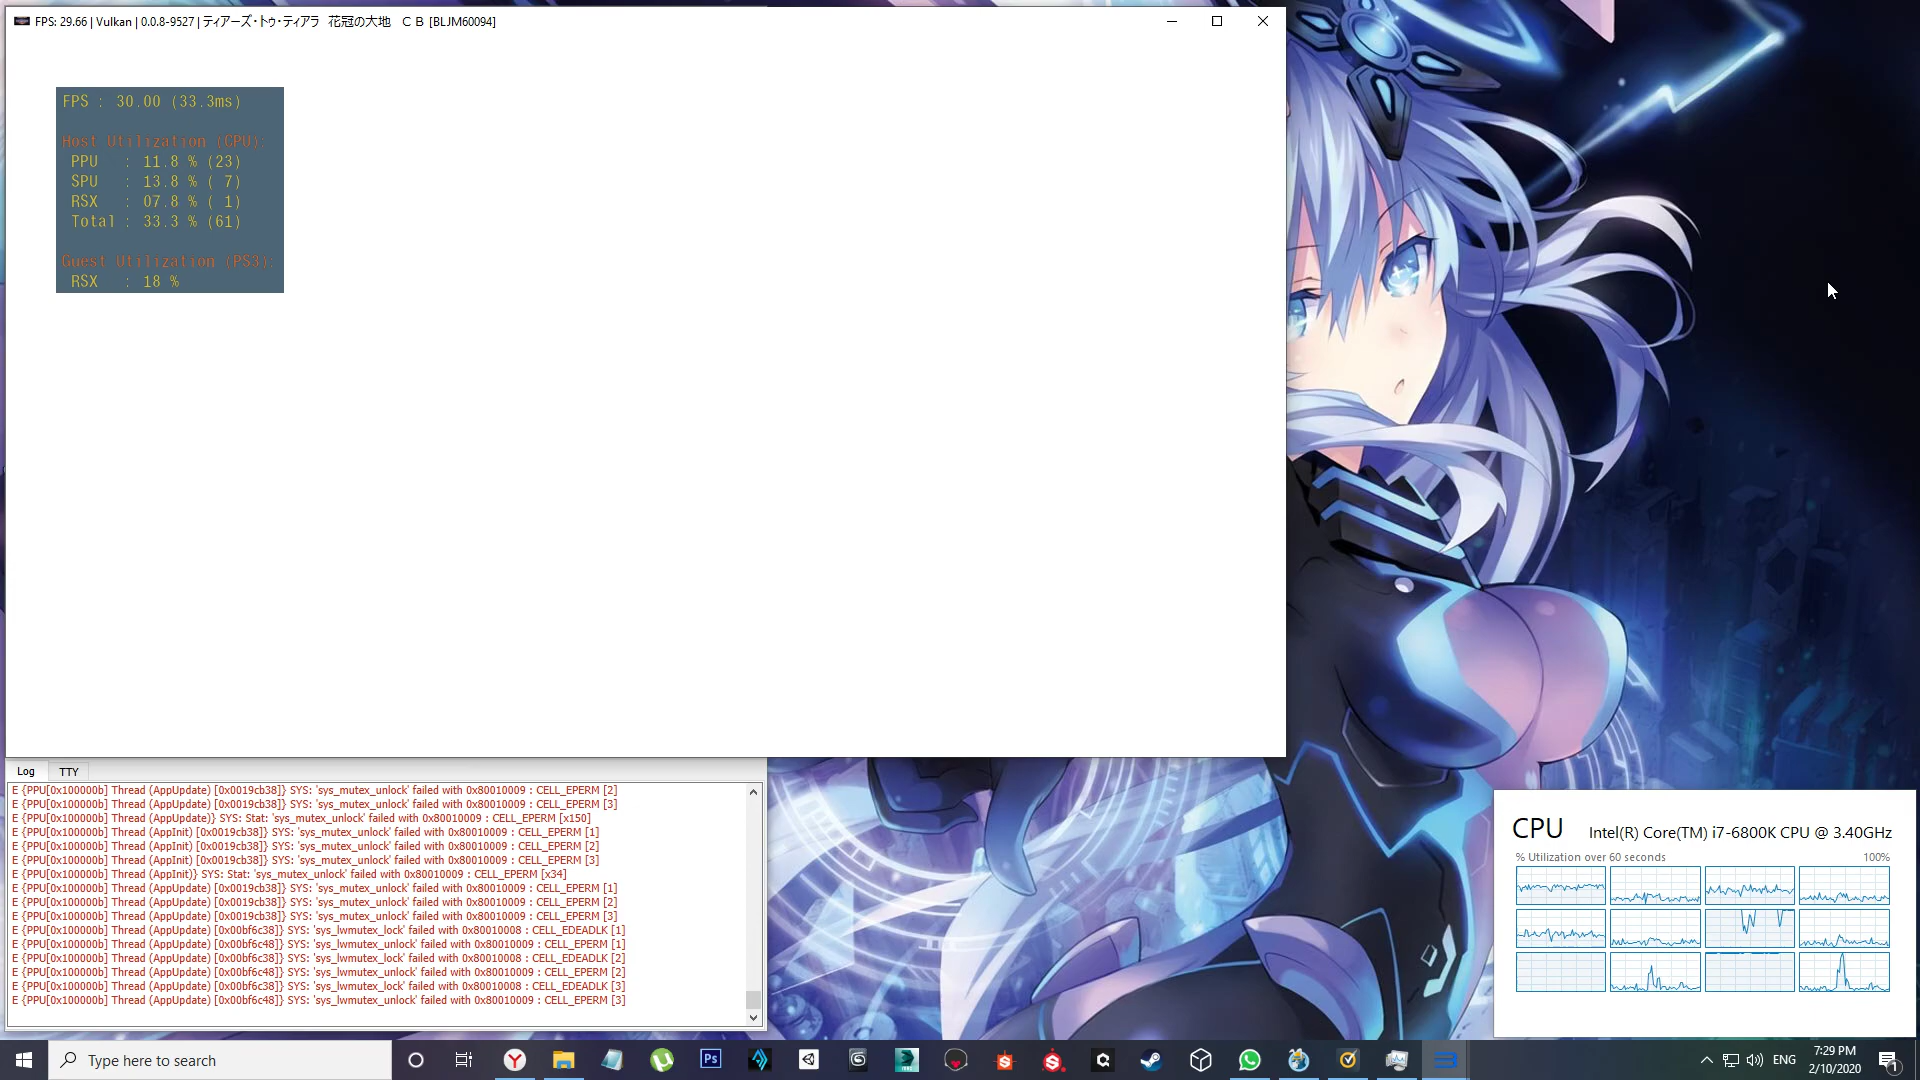 FPS: 29.66 | Vulkan | 0.0.8-9527 | ティアーズ・トゥ・ティアラ　花冠の大地　ＣＢ [BLJM60094]
FPS : 30.00 (33.3ms)
Host Utilization (CPU):
PPU : 11.8 % (23)
SPU : 13.8 % ( 7)
RSX : 07.8 % ( 1)
Total : 33.3 % (61)
Guest Utilization (PS3):
RSX : 18 %
Log
TTY
E {PPU[0x100000b] Thread (AppUpdate) [0x0019cb38]} SYS: 'sys_mutex_unlock' failed with 0x80010009 : CELL_EPERM [2]
E {PPU[0x100000b] Thread (AppUpdate) [0x0019cb38]} SYS: 'sys_mutex_unlock' failed with 0x80010009 : CELL_EPERM [3]
E {PPU[0x100000b] Thread (AppUpdate)} SYS: Stat: 'sys_mutex_unlock' failed with 0x80010009 : CELL_EPERM [x150]
E {PPU[0x100000b] Thread (AppInit) [0x0019cb38]} SYS: 'sys_mutex_unlock' failed with 0x80010009 : CELL_EPERM [1]
E {PPU[0x100000b] Thread (AppInit) [0x0019cb38]} SYS: 'sys_mutex_unlock' failed with 0x80010009 : CELL_EPERM [2]
E {PPU[0x100000b] Thread (AppInit) [0x0019cb38]} SYS: 'sys_mutex_unlock' failed with 0x80010009 : CELL_EPERM [3]
E {PPU[0x100000b] Thread (AppInit)} SYS: Stat: 'sys_mutex_unlock' failed with 0x80010009 : CELL_EPERM [x34]
E {PPU[0x100000b] Thread (AppUpdate) [0x0019cb38]} SYS: 'sys_mutex_unlock' failed with 0x80010009 : CELL_EPERM [1]
E {PPU[0x100000b] Thread (AppUpdate) [0x0019cb38]} SYS: 'sys_mutex_unlock' failed with 0x80010009 : CELL_EPERM [2]
E {PPU[0x100000b] Thread (AppUpdate) [0x0019cb38]} SYS: 'sys_mutex_unlock' failed with 0x80010009 : CELL_EPERM [3]
E {PPU[0x100000b] Thread (AppUpdate) [0x00bf6c38]} SYS: 'sys_lwmutex_lock' failed with 0x80010008 : CELL_EDEADLK [1]
E {PPU[0x100000b] Thread (AppUpdate) [0x00bf6c48]} SYS: 'sys_lwmutex_unlock' failed with 0x80010009 : CELL_EPERM [1]
E {PPU[0x100000b] Thread (AppUpdate) [0x00bf6c38]} SYS: 'sys_lwmutex_lock' failed with 0x80010008 : CELL_EDEADLK [2]
E {PPU[0x100000b] Thread (AppUpdate) [0x00bf6c48]} SYS: 'sys_lwmutex_unlock' failed with 0x80010009 : CELL_EPERM [2]
E {PPU[0x100000b] Thread (AppUpdate) [0x00bf6c38]} SYS: 'sys_lwmutex_lock' failed with 0x80010008 : CELL_EDEADLK [3]
E {PPU[0x100000b] Thread (AppUpdate) [0x00bf6c48]} SYS: 'sys_lwmutex_unlock' failed with 0x80010009 : CELL_EPERM [3]
CPU Intel(R) Core(TM) i7-6800K CPU @ 3.40GHz
% Utilization over 60 seconds 100%
Type here to search
Ps
ENG
7:29 PM
2/10/2020
1